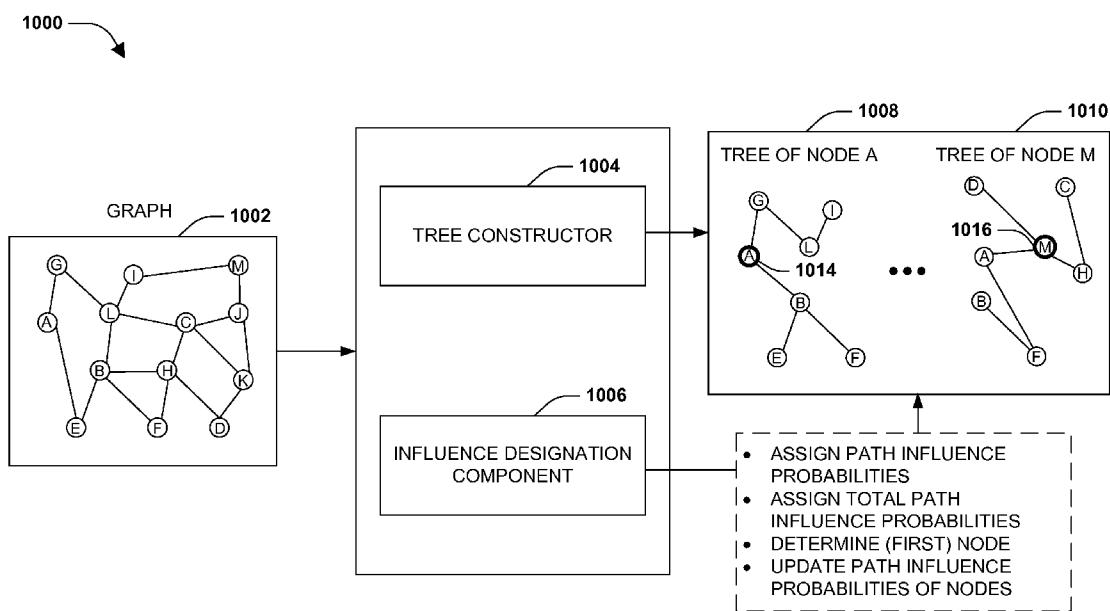 1000
GRAPH
1002
G
I
M
A
L
C
J
B
H
K
E
F
D
1004
TREE CONSTRUCTOR
1006
INFLUENCE DESIGNATION
COMPONENT
1008
1010
TREE OF NODE A
TREE OF NODE M
G
I
L
A
1014
B
E
F
D
C
1016
M
A
H
B
F
• ASSIGN PATH INFLUENCE
PROBABILITIES
• ASSIGN TOTAL PATH
INFLUENCE PROBABILITIES
• DETERMINE (FIRST) NODE
• UPDATE PATH INFLUENCE
PROBABILITIES OF NODES